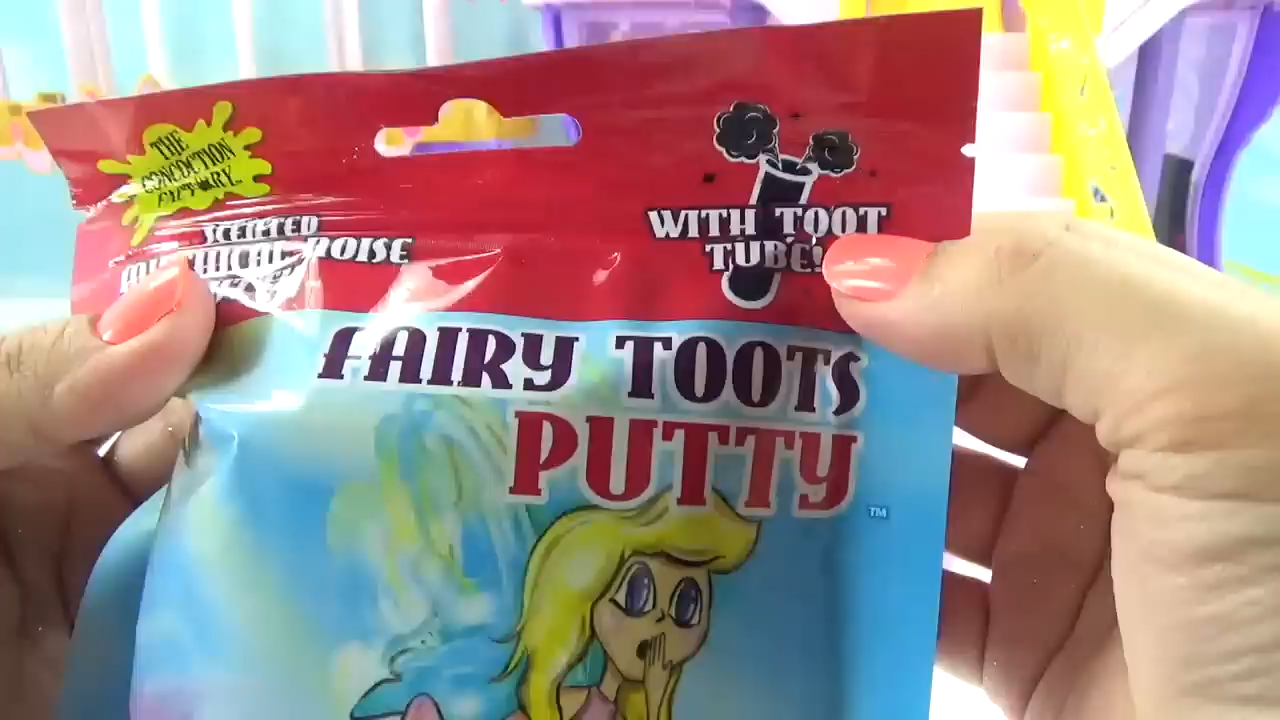 THE
CONCOCTION
FACTORY
SCENTED
NOISE
WITH TOOT
TUBE!
FAIRY TOOTS
PUTTY
TM